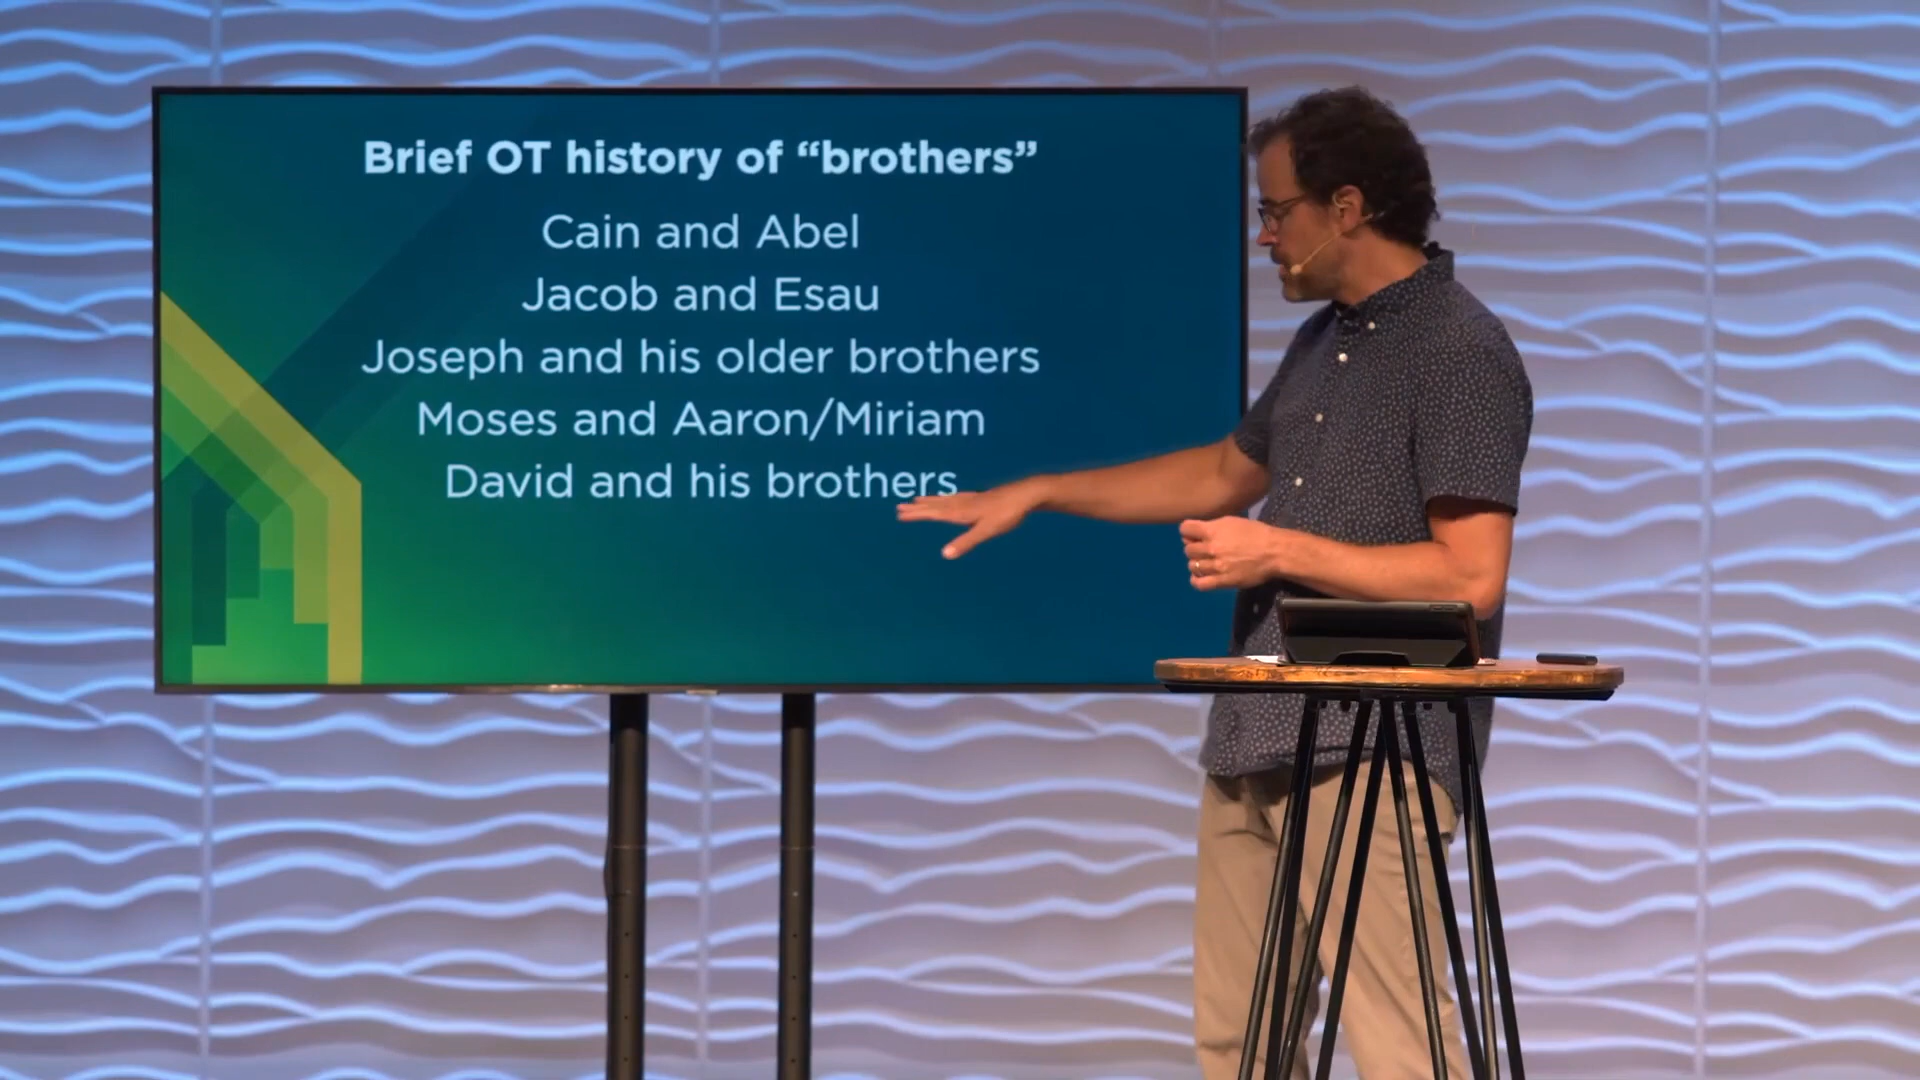 Brief OT history of “brothers”
Cain and Abel
Jacob and Esau
Joseph and his older brothers
Moses and Aaron/Miriam
David and his brothers